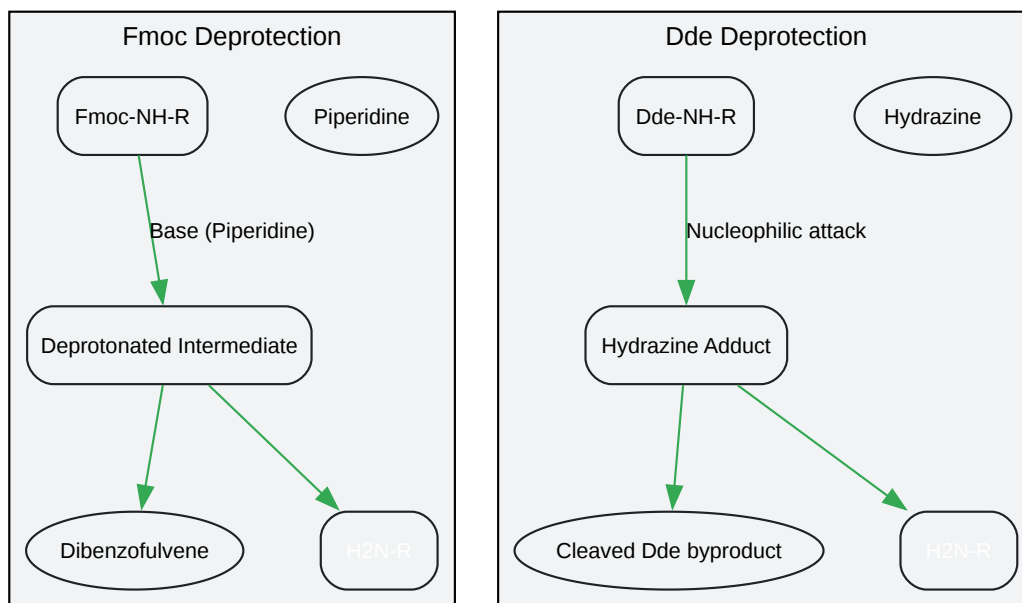 Fmoc Deprotection
Fmoc-NH-R
Piperidine
Base (Piperidine)
Deprotonated Intermediate
Dibenzofulvene
H2N-R
Dde Deprotection
Dde-NH-R
Hydrazine
Nucleophilic attack
Hydrazine Adduct
Cleaved Dde byproduct
H2N-R